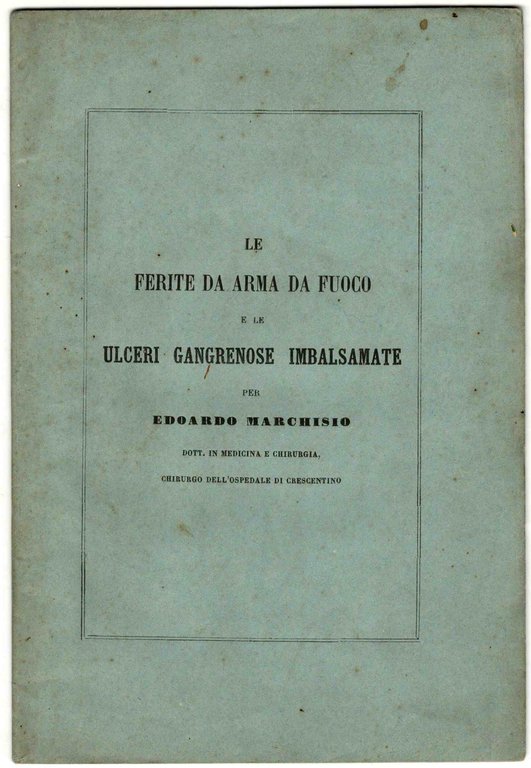 LE
FERITE DA ARMA DA FUOCO
E LE
ULCERI GANGRENOSE IMBALSAMATE
PER
EDOARDO MARCHISIO
DOTT. IN MEDICINA E CHIRURGIA,
CHIRURGO DELL'OSPEDALE DI CRESCENTINO